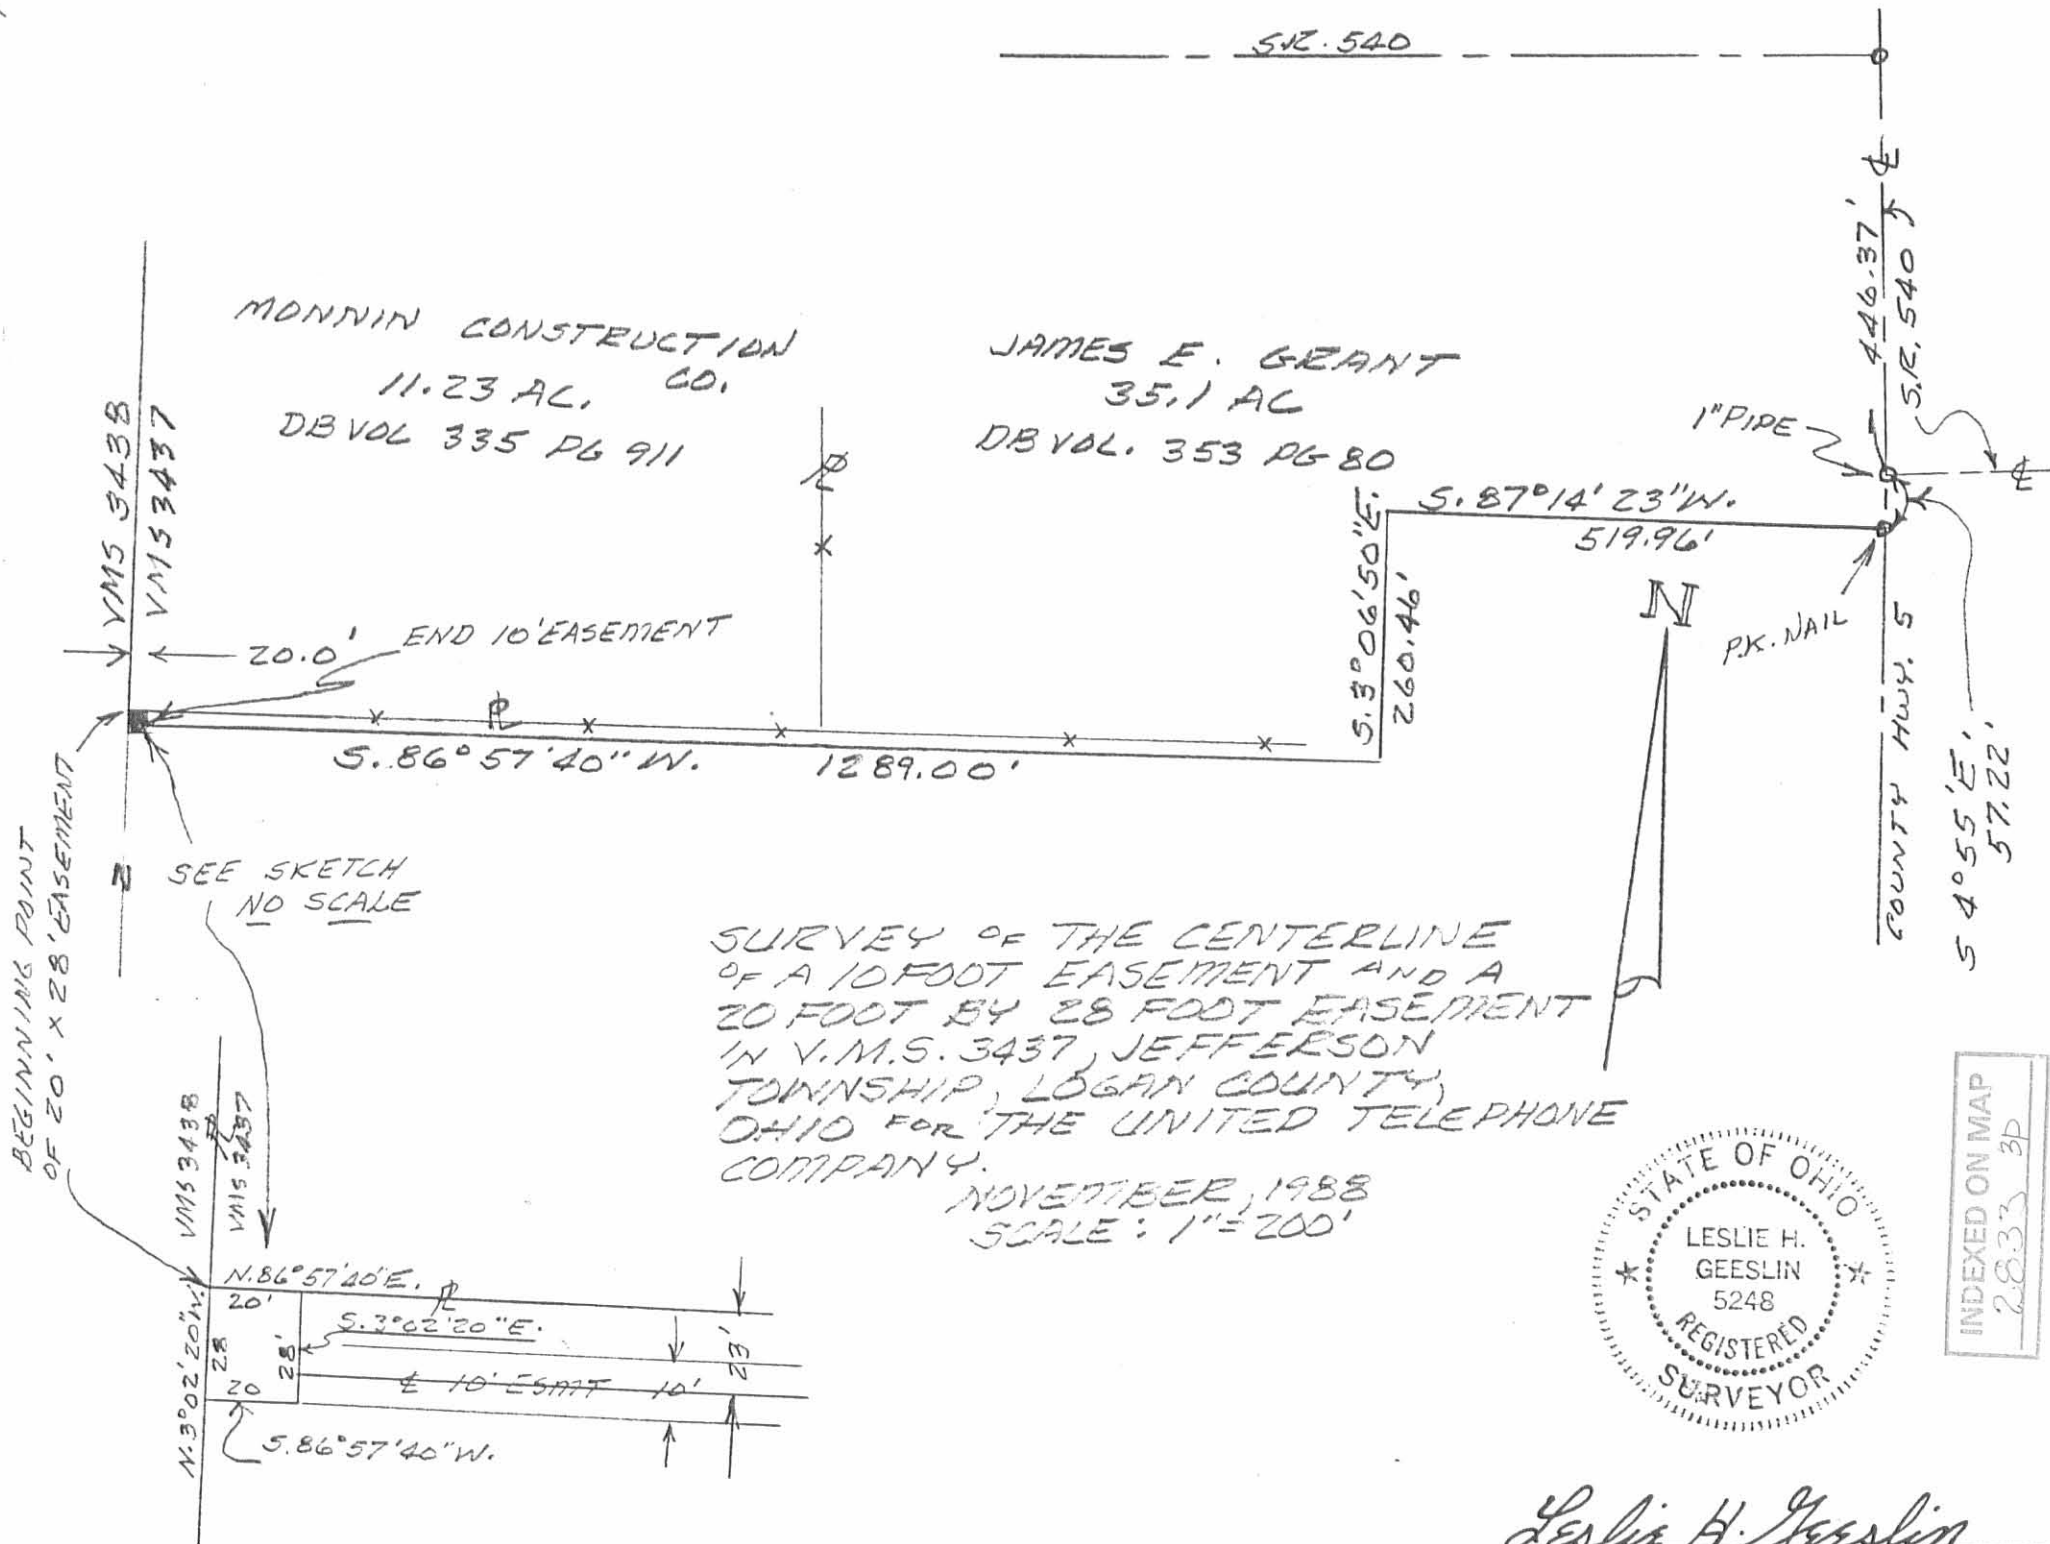 S.R. 540
446.37'
℄
S.R. 540
MONNIN CONSTRUCTION
CO.
11.23 AC.
DB VOL 335 PG 911
JAMES E. GRANT
35.1 AC
DB VOL. 353 PG 80
VMS 3438
VMS 3437
℞
1" PIPE
℄
S. 87° 14' 23" W.
519.96'
S. 3° 06' 50" E.
260.46'
N
P.K. NAIL
COUNTY HWY. 5
S 4° 55' E.
57.22'
20.0'
END 10' EASEMENT
℞
S. 86° 57' 40" W. 1289.00'
BEGINNING POINT
OF 20' x 28' EASEMENT
SEE SKETCH
NO SCALE
SURVEY OF THE CENTERLINE
OF A 10 FOOT EASEMENT AND A
20 FOOT BY 28 FOOT EASEMENT
IN V.M.S. 3437, JEFFERSON
TOWNSHIP, LOGAN COUNTY,
OHIO FOR THE UNITED TELEPHONE
COMPANY.
NOVEMBER, 1988
SCALE: 1"=200'
VMS 3438
VMS 3437
N. 86° 57' 40" E.
20'
S. 3° 02' 20" E.
28
28'
20
℄ 10' ESMT 10'
23'
N. 3° 02' 20" W.
S. 86° 57' 40" W.
STATE OF OHIO
LESLIE H.
GEESLIN
5248
REGISTERED
SURVEYOR
INDEXED ON MAP
2833 3P
Leslie H. Geeslin